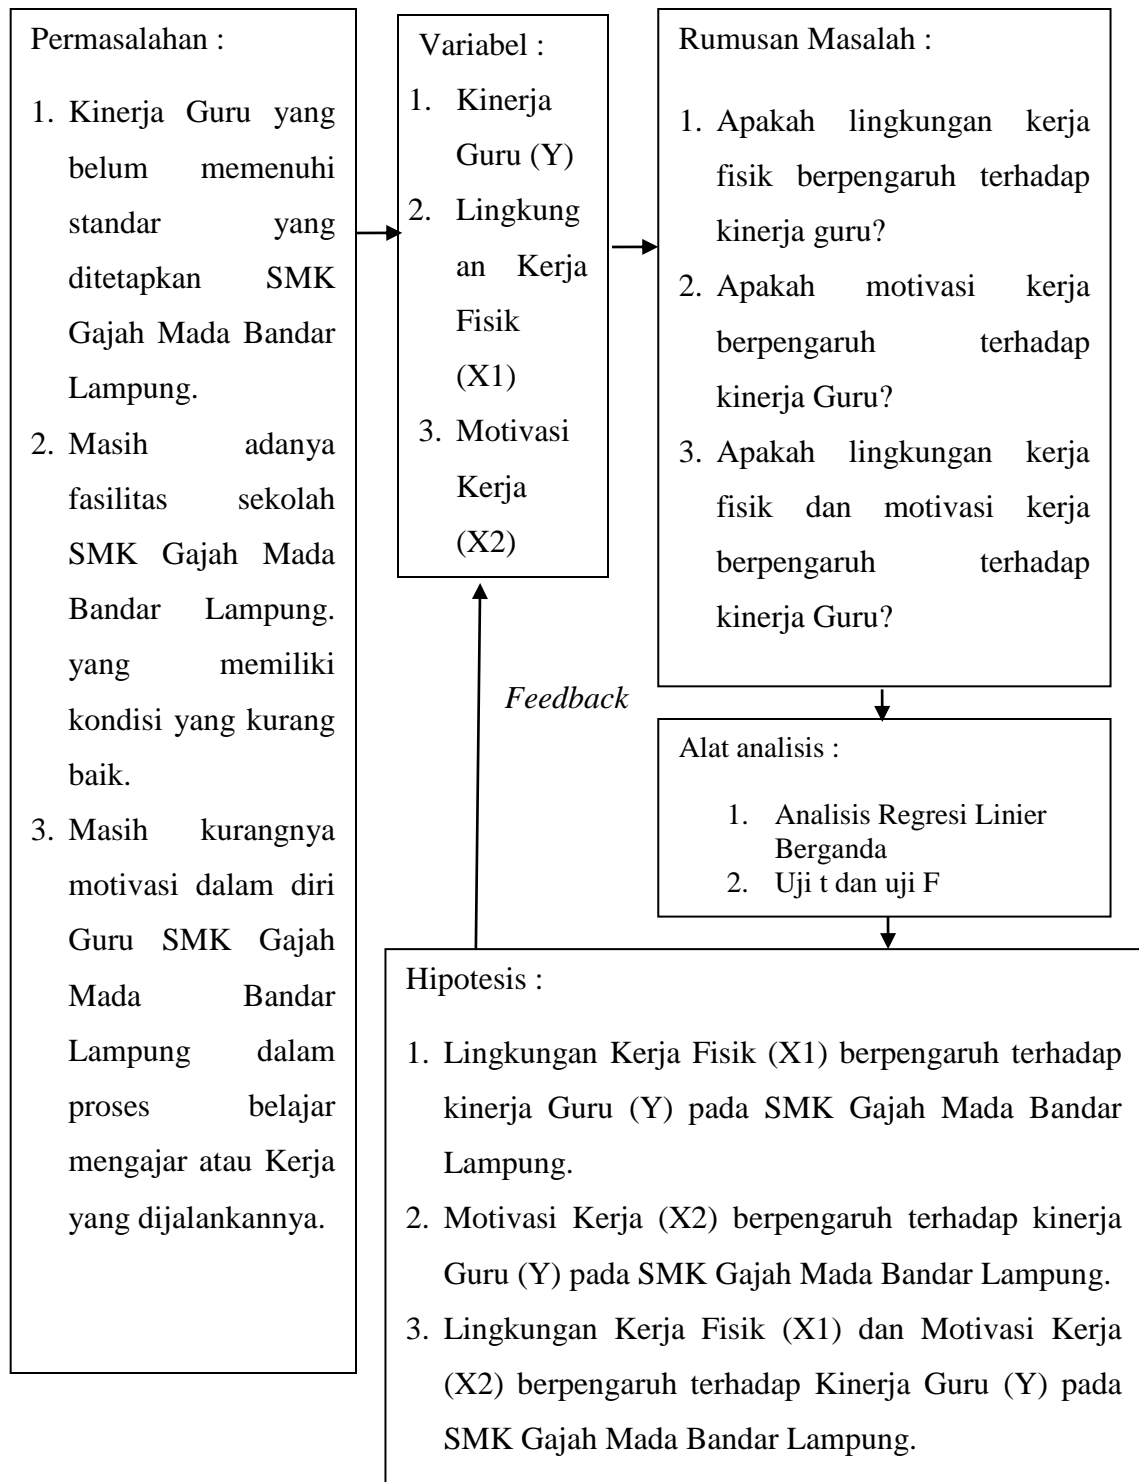 Permasalahan :
1. Kinerja Guru yang
belum memenuhi
standar yang
ditetapkan SMK
Gajah Mada Bandar
Lampung.
2. Masih adanya
fasilitas sekolah
SMK Gajah Mada
Bandar Lampung.
yang memiliki
kondisi yang kurang
baik.
3. Masih kurangnya
motivasi dalam diri
Guru SMK Gajah
Mada Bandar
Lampung dalam
proses belajar
mengajar atau Kerja
yang dijalankannya.
Variabel :
1. Kinerja
Guru (Y)
2. Lingkung
an Kerja
Fisik
(X1)
3. Motivasi
Kerja
(X2)
Rumusan Masalah :
1. Apakah lingkungan kerja
fisik berpengaruh terhadap
kinerja guru?
2. Apakah motivasi kerja
berpengaruh terhadap
kinerja Guru?
3. Apakah lingkungan kerja
fisik dan motivasi kerja
berpengaruh terhadap
kinerja Guru?
Feedback
Alat analisis :
1. Analisis Regresi Linier
Berganda
2. Uji t dan uji F
Hipotesis :
1. Lingkungan Kerja Fisik (X1) berpengaruh terhadap
kinerja Guru (Y) pada SMK Gajah Mada Bandar
Lampung.
2. Motivasi Kerja (X2) berpengaruh terhadap kinerja
Guru (Y) pada SMK Gajah Mada Bandar Lampung.
3. Lingkungan Kerja Fisik (X1) dan Motivasi Kerja
(X2) berpengaruh terhadap Kinerja Guru (Y) pada
SMK Gajah Mada Bandar Lampung.